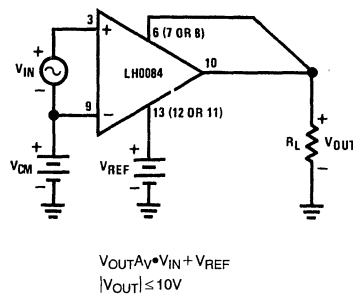 3
6 (7 OR 8)
+
+
LH0084
10
VIN
−
9
−
13 (12 OR 11)
+
+
+
VCM
VREF
RL
VOUT
−
−
−
VOUTAV•VIN + VREF
|VOUT| ≤ 10V